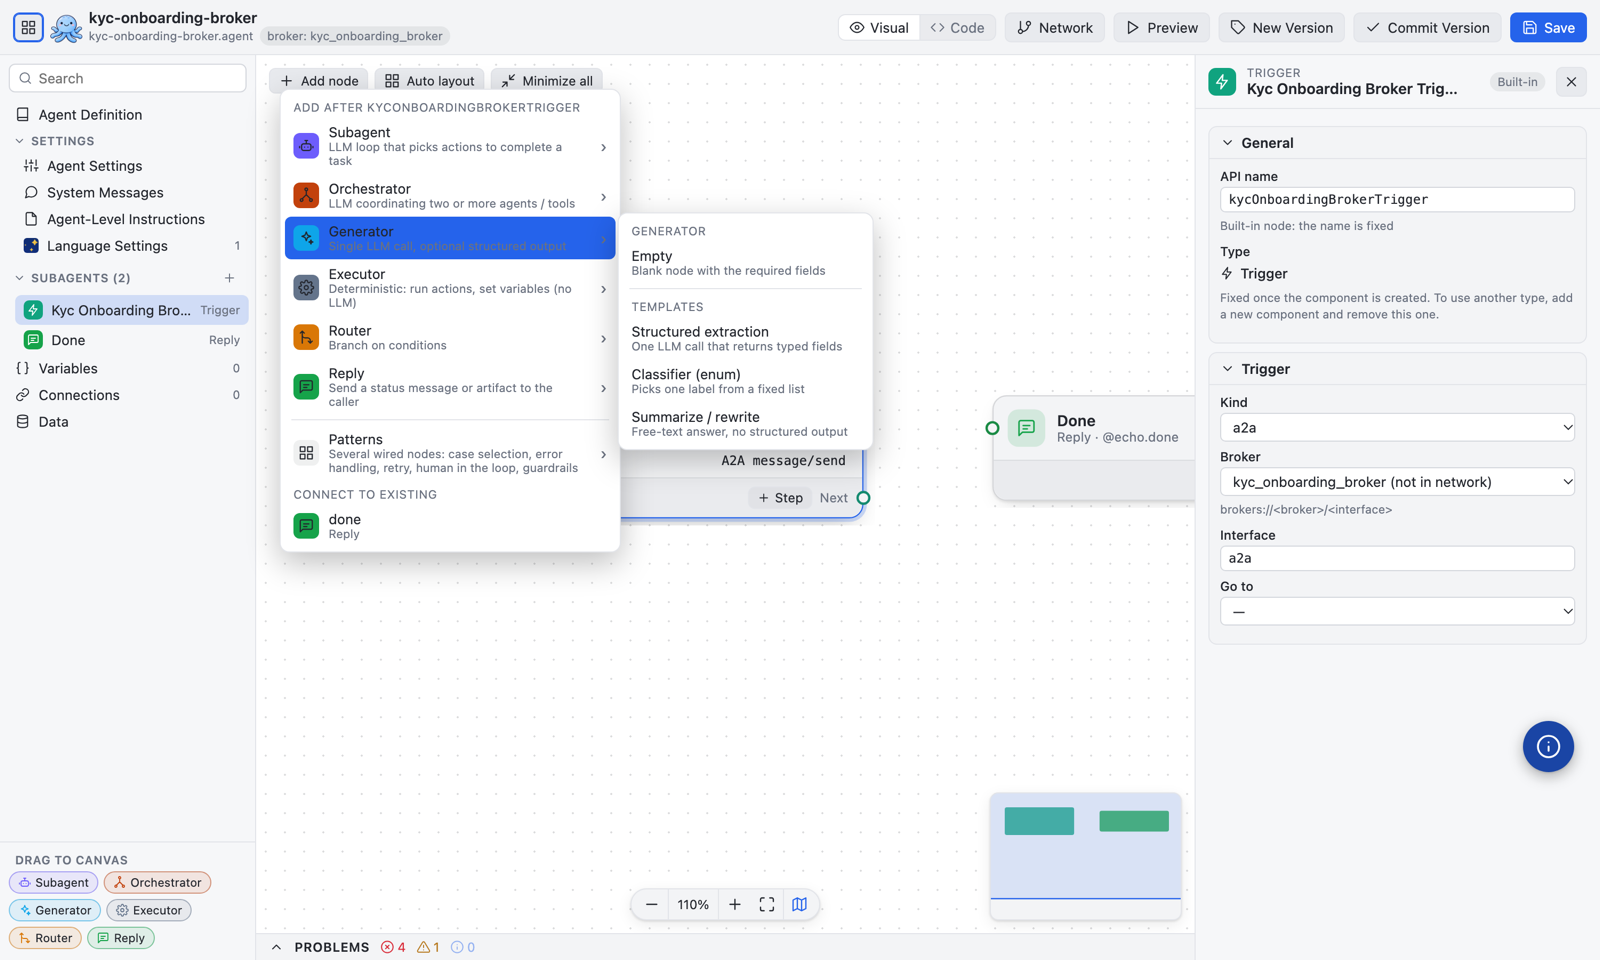 kyc-onboarding-broker
kyc-onboarding-broker.agent
broker: kyc_onboarding_broker
Visual
Code
Network
Preview
New Version
Commit Version
Save
Search
Agent Definition
SETTINGS
Agent Settings
System Messages
Agent-Level Instructions
Language Settings 1
SUBAGENTS (2)
Kyc Onboarding Bro... Trigger
Done Reply
Variables 0
Connections 0
Data
DRAG TO CANVAS
Subagent
Orchestrator
Generator
Executor
Router
Reply
Add node
Auto layout
Minimize all
ADD AFTER KYCONBOARDINGBROKERTRIGGER
Subagent
LLM loop that picks actions to complete a
task
Orchestrator
LLM coordinating two or more agents / tools
Generator
Single LLM call, optional structured output
Executor
Deterministic: run actions, set variables (no
LLM)
Router
Branch on conditions
Reply
Send a status message or artifact to the
caller
Patterns
Several wired nodes: case selection, error
handling, retry, human in the loop, guardrails
CONNECT TO EXISTING
done
Reply
GENERATOR
Empty
Blank node with the required fields
TEMPLATES
Structured extraction
One LLM call that returns typed fields
Classifier (enum)
Picks one label from a fixed list
Summarize / rewrite
Free-text answer, no structured output
A2A message/send
Step
Next
Done
Reply · @echo.done
110%
PROBLEMS 4 1 0
TRIGGER
Kyc Onboarding Broker Trig...
Built-in
General
API name
kycOnboardingBrokerTrigger
Built-in node: the name is fixed
Type
Trigger
Fixed once the component is created. To use another type, add
a new component and remove this one.
Trigger
Kind
a2a
Broker
kyc_onboarding_broker (not in network)
brokers://<broker>/<interface>
Interface
a2a
Go to
—